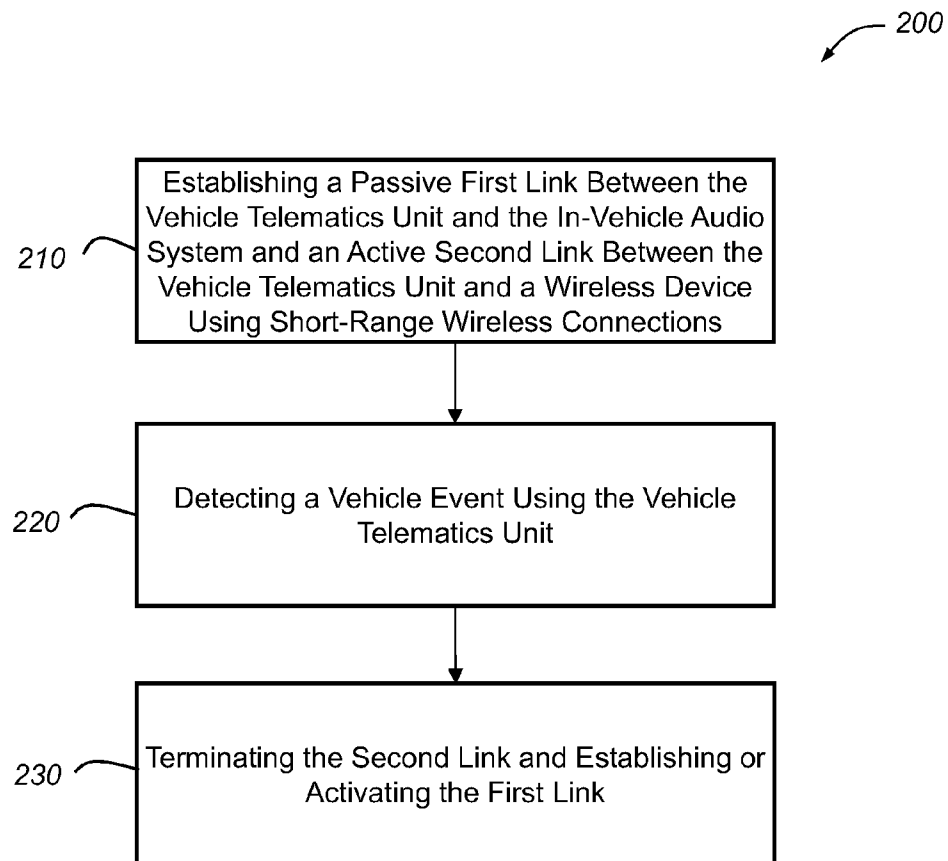 200
210
Establishing a Passive First Link Between the
Vehicle Telematics Unit and the In-Vehicle Audio
System and an Active Second Link Between the
Vehicle Telematics Unit and a Wireless Device
Using Short-Range Wireless Connections
220
Detecting a Vehicle Event Using the Vehicle
Telematics Unit
230
Terminating the Second Link and Establishing or
Activating the First Link